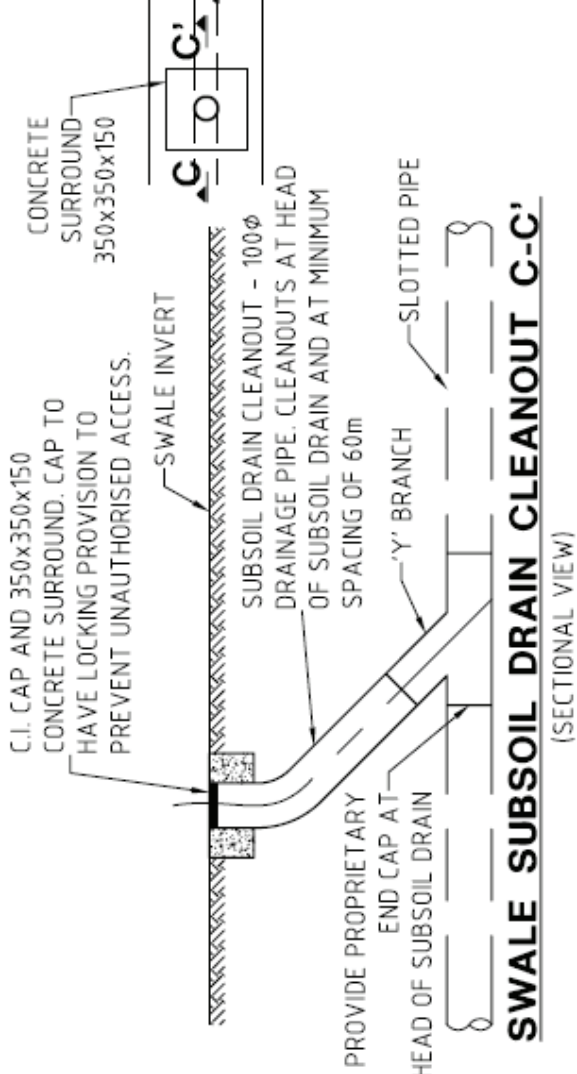 C.I. CAP AND 350x350x150
CONCRETE SURROUND. CAP TO
HAVE LOCKING PROVISION TO
PREVENT UNAUTHORISED ACCESS.
SWALE INVERT
CONCRETE
SURROUND
350x350x150
C
C'
SUBSOIL DRAIN CLEANOUT - 100Ø
DRAINAGE PIPE. CLEANOUTS AT HEAD
OF SUBSOIL DRAIN AND AT MINIMUM
SPACING OF 60m
'Y' BRANCH
SLOTTED PIPE
PROVIDE PROPRIETARY
END CAP AT
HEAD OF SUBSOIL DRAIN
SWALE SUBSOIL DRAIN CLEANOUT C-C'
(SECTIONAL VIEW)